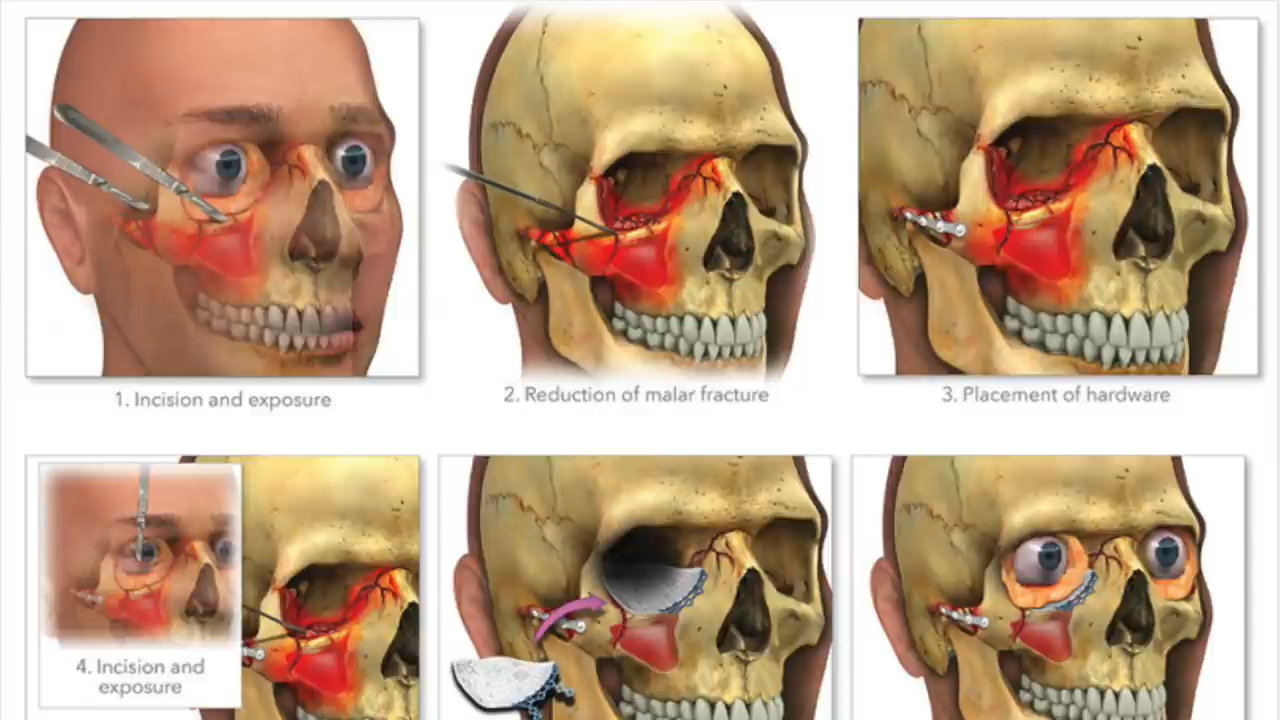 1. Incision and exposure
2. Reduction of malar fracture
3. Placement of hardware
4. Incision and
exposure